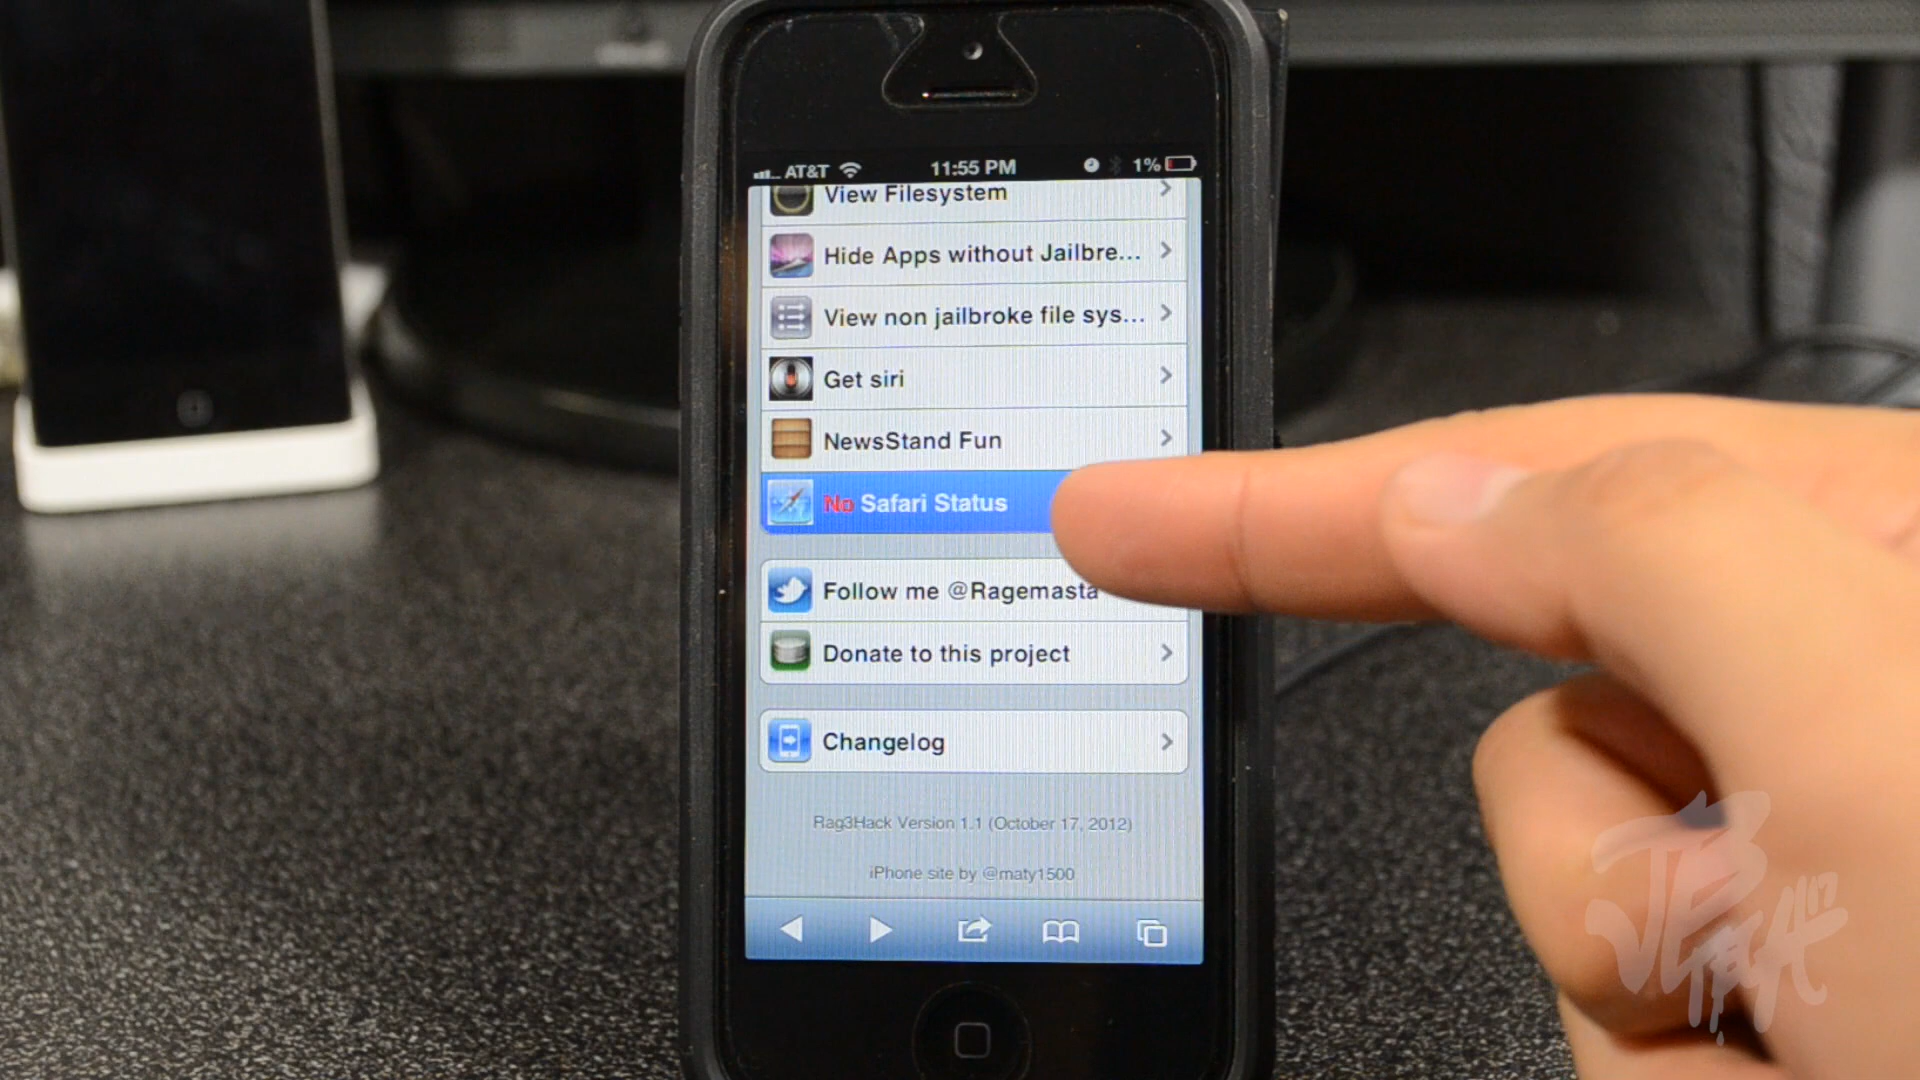 AT&T 11:55 PM 1%
View Filesystem
Hide Apps without Jailbre...
View non jailbroke file sys...
Get siri
NewsStand Fun
No Safari Status
Follow me @Ragemasta
Donate to this project
Changelog
Rag3Hack Version 1.1 (October 17, 2012)
iPhone site by @maty1500